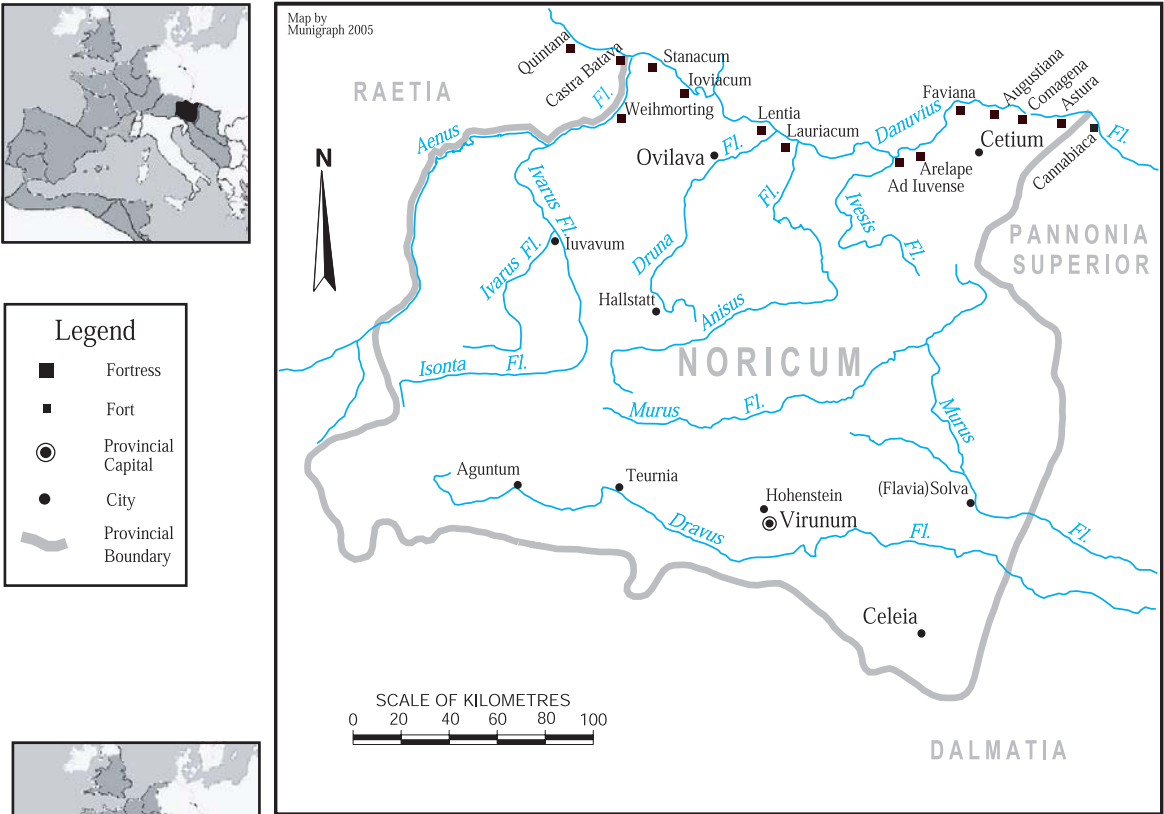 Map by
Munigraph 2005
Quintana
Castra Batava
Stanacum
Ioviacum
Weihmorting
RAETIA
Aenus
Fl.
Lentia
Lauriacum
Danuvius
Faviana
Augustiana
Comagena
Astura
Fl.
Cannabiaca
Cetium
Arelape
Ad Iuvense
Ovilava
Fl.
Fl.
N
Ivarus
Fl.
Ivarus Fl.
Iuvavum
Druna
Ivesis
Fl.
PANNONIA
SUPERIOR
Hallstatt
Anisus
Isonta
Fl.
NORICUM
Murus
Fl.
Murus
Legend
Fortress
Fort
Provincial
Capital
City
Provincial
Boundary
Aguntum
Teurnia
Hohenstein
Virunum
(Flavia)Solva
Dravus
Fl.
Fl.
Celeia
SCALE OF KILOMETRES
0 20 40 60 80 100
DALMATIA